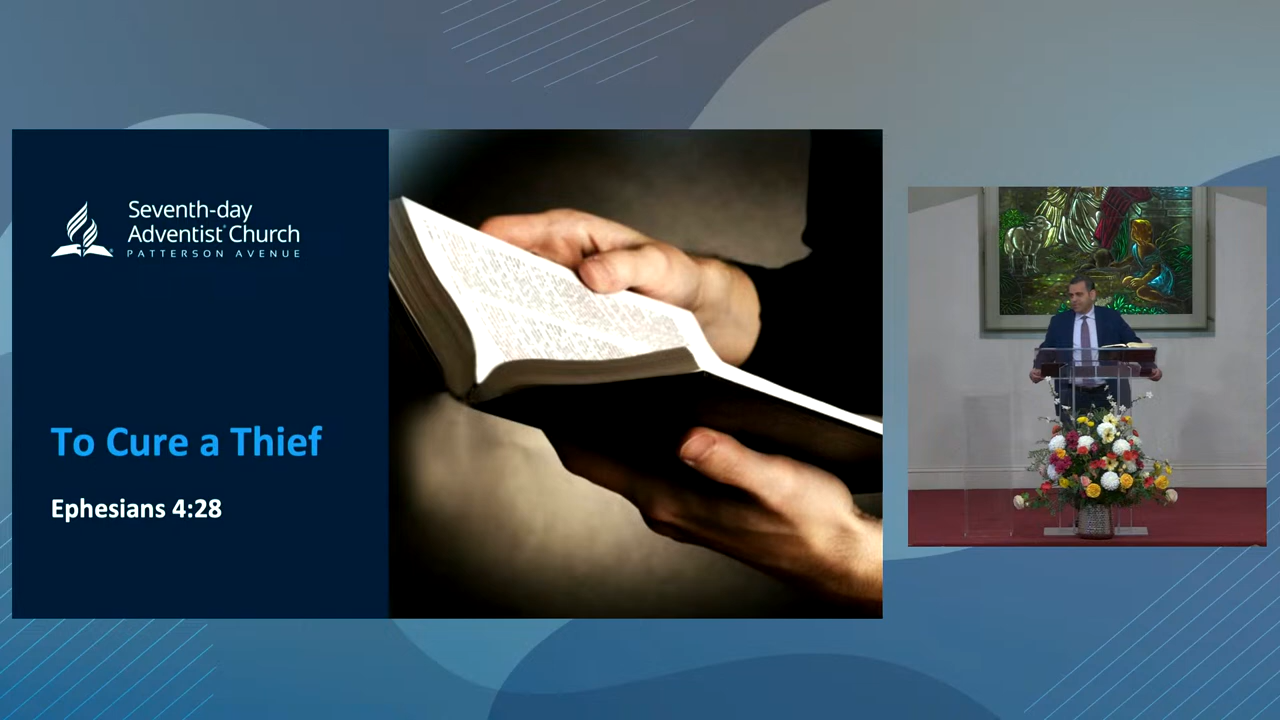 Seventh-day
Adventist Church
PATTERSON AVENUE
To Cure a Thief
Ephesians 4:28